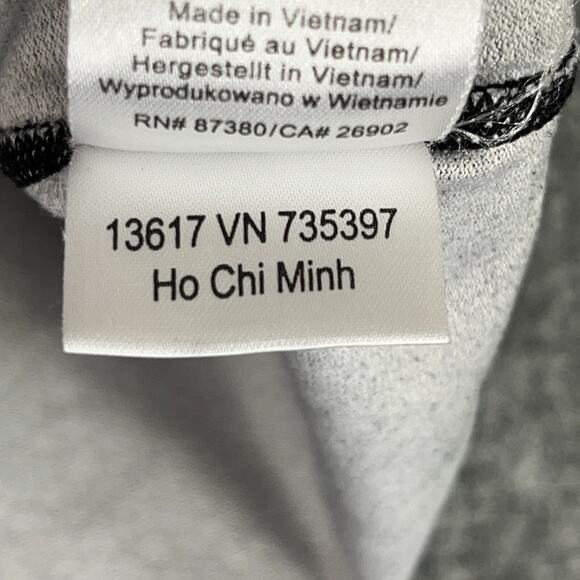 Made in Vietnam/
Fabriqué au Vietnam/
Hergestellt in Vietnam/
Wyprodukowano w Wietnamie
RN# 87380/CA# 26902
13617 VN 735397
Ho Chi Minh